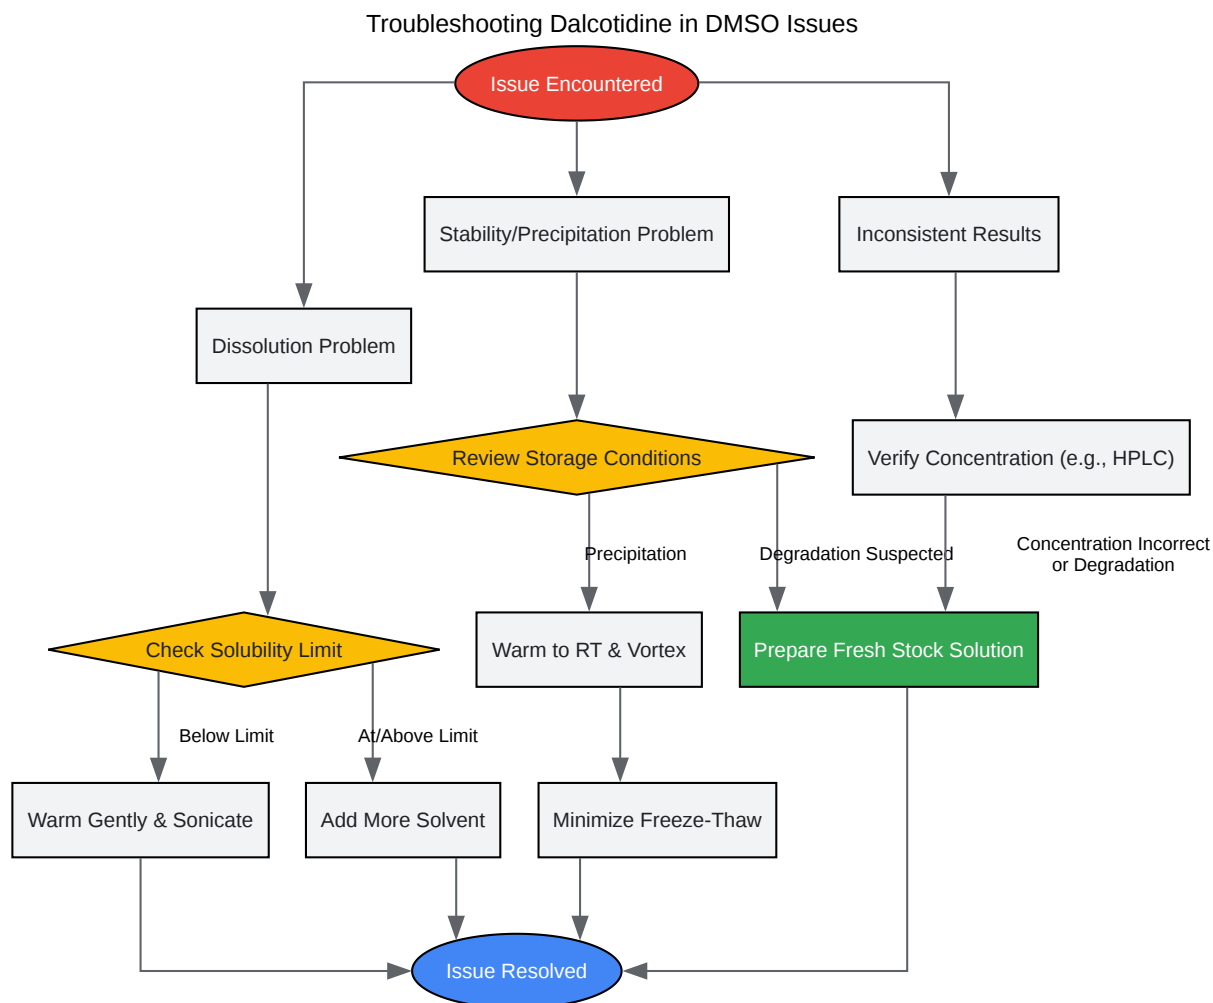 Troubleshooting Dalcotidine in DMSO Issues
Issue Encountered
Stability/Precipitation Problem
Inconsistent Results
Dissolution Problem
Review Storage Conditions
Verify Concentration (e.g., HPLC)
Precipitation
Degradation Suspected
Concentration Incorrect
or Degradation
Check Solubility Limit
Warm to RT & Vortex
Prepare Fresh Stock Solution
Below Limit
At/Above Limit
Warm Gently & Sonicate
Add More Solvent
Minimize Freeze-Thaw
Issue Resolved